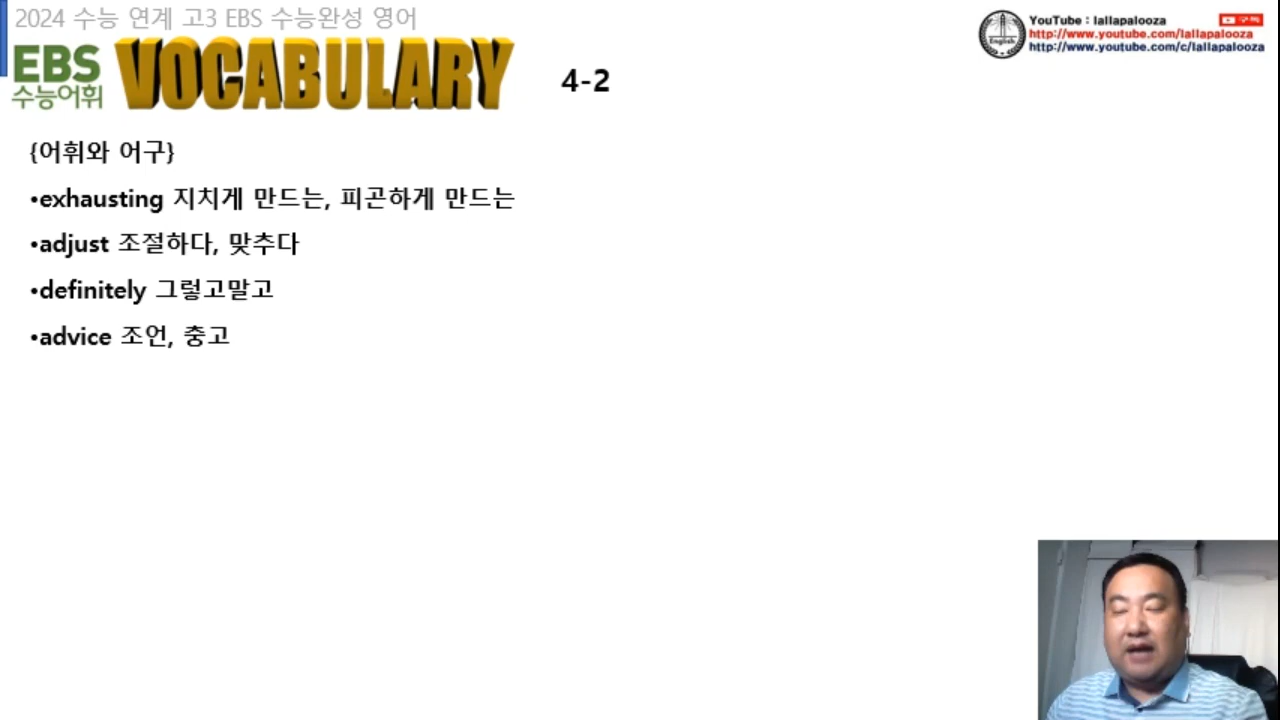 2024 수능 연계 고3 EBS 수능완성 영어
EBS
수능어휘
VOCABULARY
4-2
YouTube : lallapalooza
구독
http://www.youtube.com/lallapalooza
http://www.youtube.com/c/lallapalooza
English
{어휘와 어구}
•exhausting 지치게 만드는, 피곤하게 만드는
•adjust 조절하다, 맞추다
•definitely 그렇고말고
•advice 조언, 충고